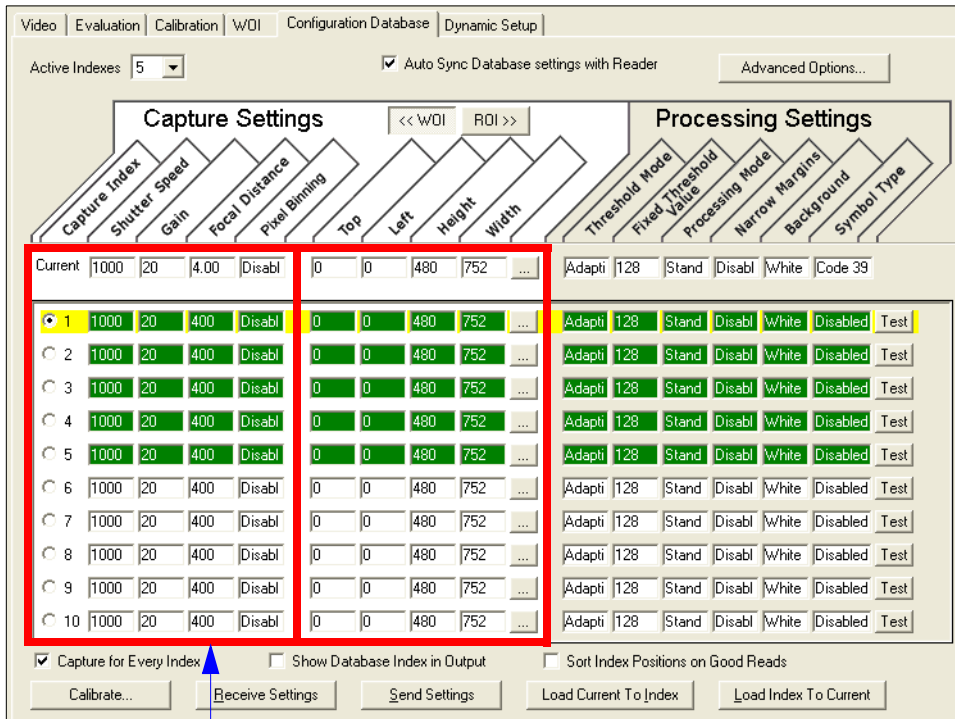 Video Evaluation Calibration WOI Configuration Database Dynamic Setup
Active Indexes 5 Auto Sync Database settings with Reader Advanced Options...
Capture Settings << WOI ROI >> Processing Settings
Capture Index Shutter Speed Gain Focal Distance Pixel Binning Top Left Height Width Threshold Mode Fixed Threshold Value Processing Mode Narrow Margins Background Symbol Type
Current 1000 20 4.00 Disabl 0 0 480 752 ... Adapti 128 Stand Disabl White Code 39
1 1000 20 400 Disabl 0 0 480 752 ... Adapti 128 Stand Disabl White Disabled Test
2 1000 20 400 Disabl 0 0 480 752 ... Adapti 128 Stand Disabl White Disabled Test
3 1000 20 400 Disabl 0 0 480 752 ... Adapti 128 Stand Disabl White Disabled Test
4 1000 20 400 Disabl 0 0 480 752 ... Adapti 128 Stand Disabl White Disabled Test
5 1000 20 400 Disabl 0 0 480 752 ... Adapti 128 Stand Disabl White Disabled Test
6 1000 20 400 Disabl 0 0 480 752 ... Adapti 128 Stand Disabl White Disabled Test
7 1000 20 400 Disabl 0 0 480 752 ... Adapti 128 Stand Disabl White Disabled Test
8 1000 20 400 Disabl 0 0 480 752 ... Adapti 128 Stand Disabl White Disabled Test
9 1000 20 400 Disabl 0 0 480 752 ... Adapti 128 Stand Disabl White Disabled Test
10 1000 20 400 Disabl 0 0 480 752 ... Adapti 128 Stand Disabl White Disabled Test
Capture for Every Index Show Database Index in Output Sort Index Positions on Good Reads
Calibrate... Receive Settings Send Settings Load Current To Index Load Index To Current